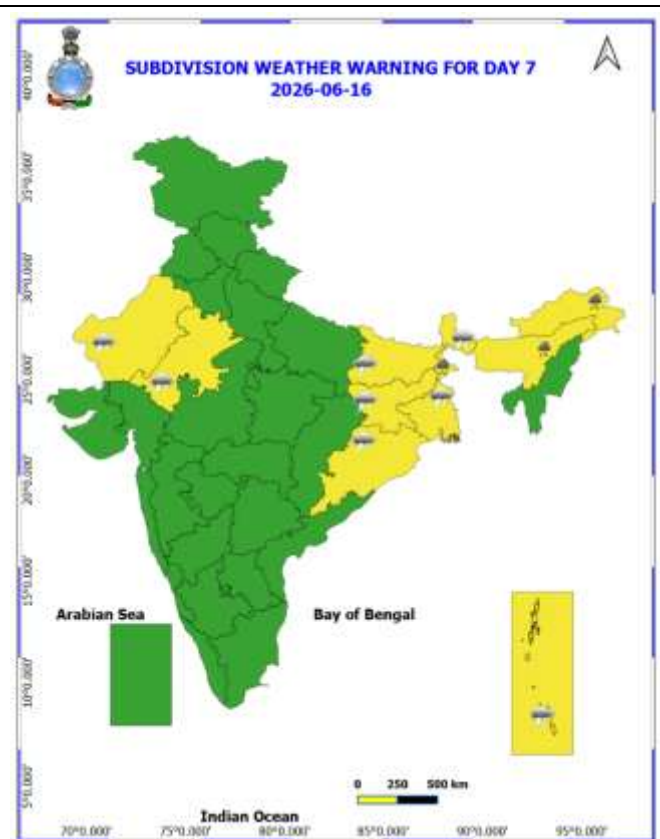 SUBDIVISION WEATHER WARNING FOR DAY 7
2026-06-16
40°0.000'
35°0.000'
30°0.000'
25°0.000'
20°0.000'
15°0.000'
10°0.000'
5°0.000'
Arabian Sea
Bay of Bengal
0 250 500 km
Indian Ocean
70°0.000' 75°0.000' 80°0.000' 85°0.000' 90°0.000' 95°0.000'